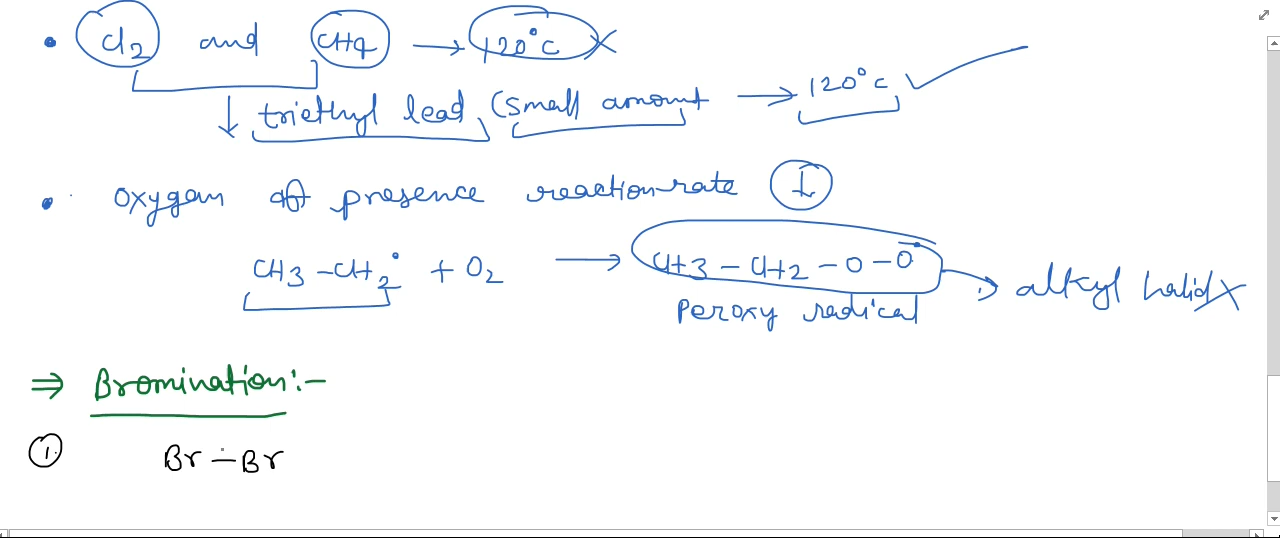 • Cl2 and CH4 → 120°C ✗
↓ triethyl lead (small amount → 120°C ✓
• oxygen of presence reaction rate ↓
CH3-CH2• + O2 → CH3-CH2-O-O• → alkyl halid✗
Peroxy radical
⇒ Bromination:-
① Br-Br